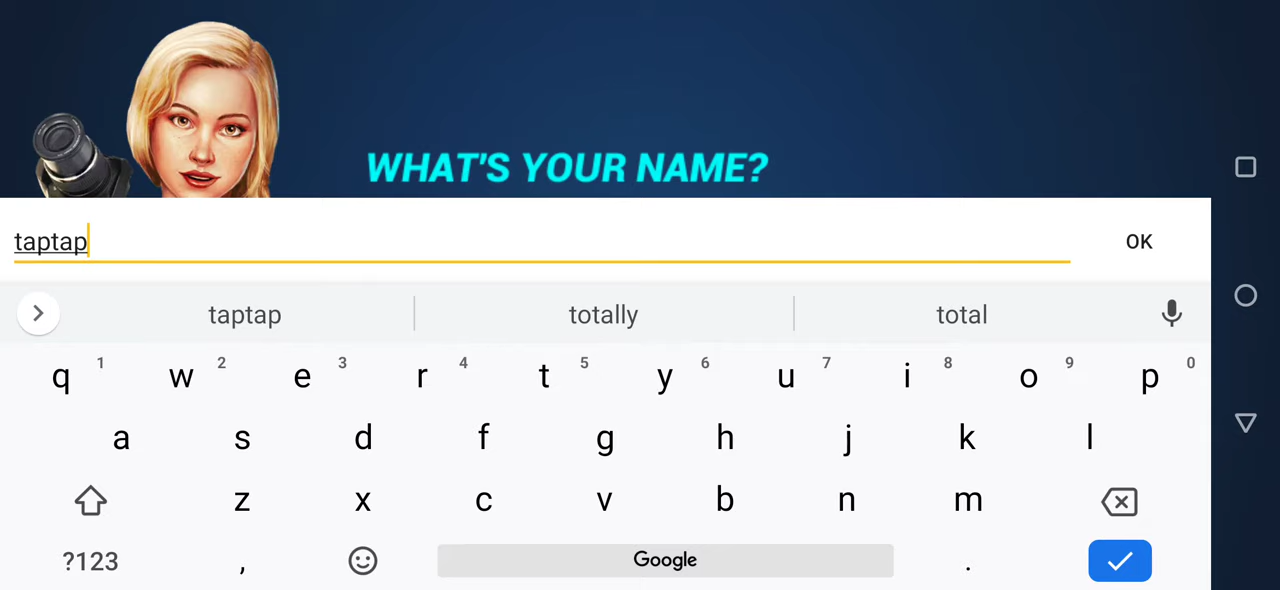 WHAT'S YOUR NAME?
taptap OK
taptap totally total
q 1 w 2 e 3 r 4 t 5 y 6 u 7 i 8 o 9 p 0
a s d f g h j k l
z x c v b n m
?123 , Google .